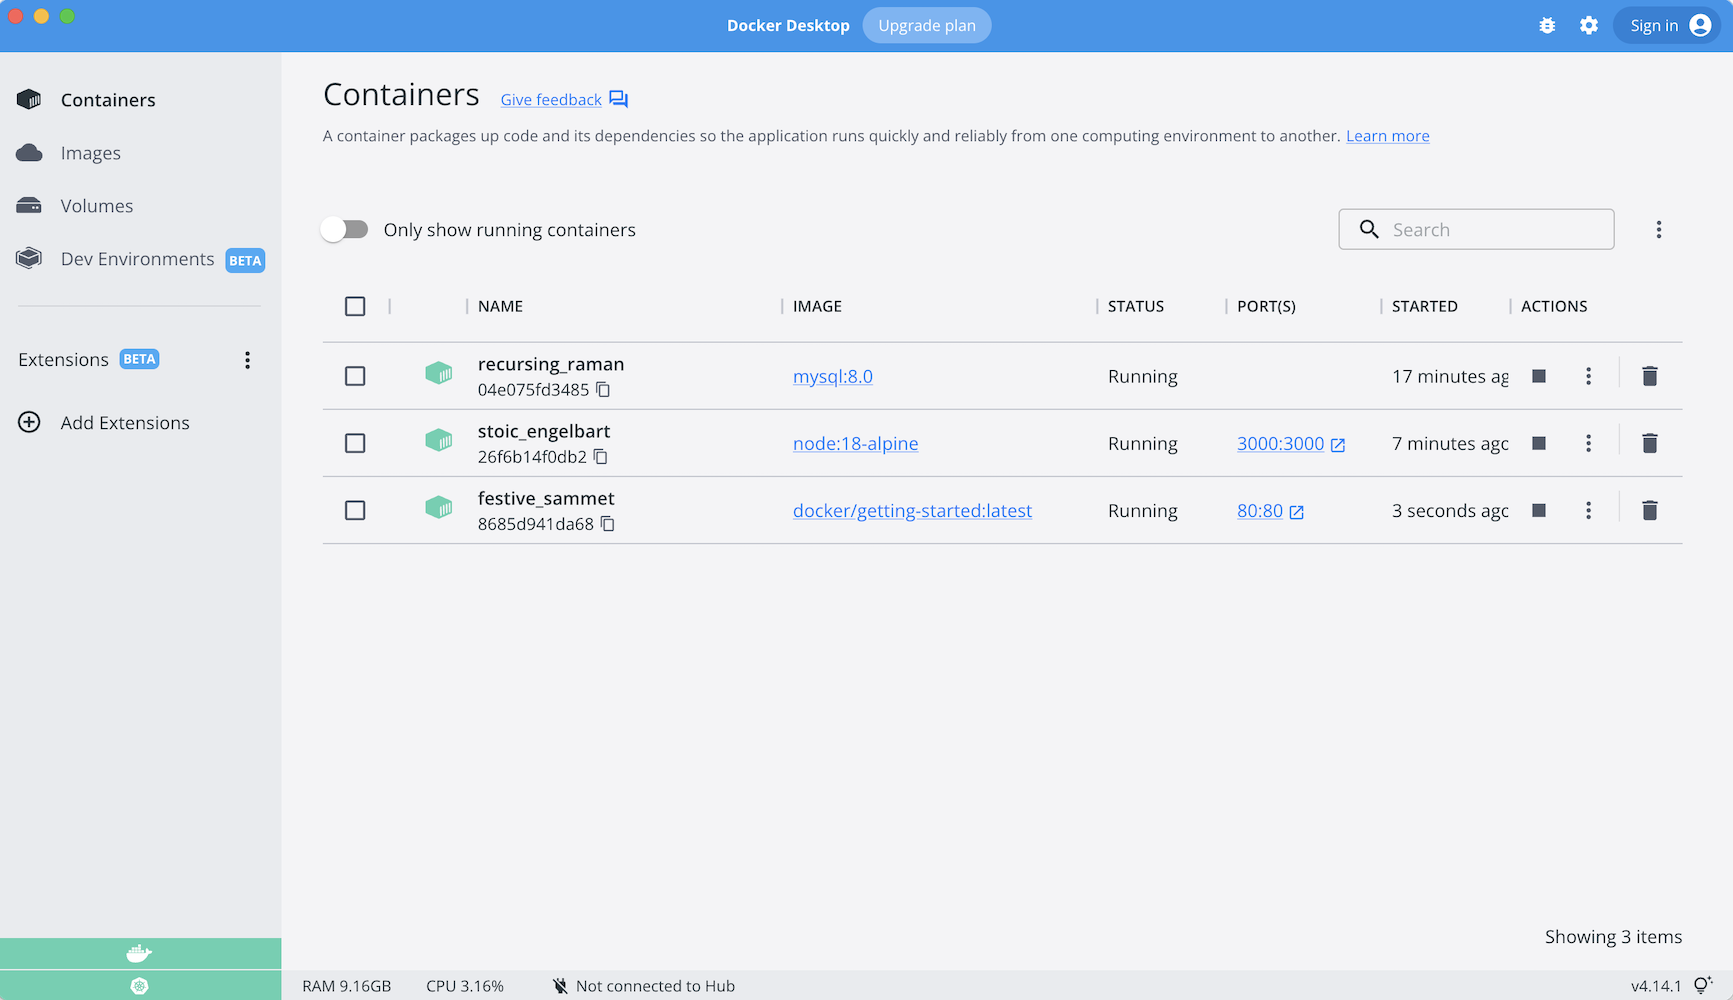 Docker Desktop Upgrade plan Sign in
Containers
Images
Volumes
Dev Environments BETA
Extensions BETA
Add Extensions
Containers Give feedback
A container packages up code and its dependencies so the application runs quickly and reliably from one computing environment to another. Learn more
Only show running containers Search
NAME IMAGE STATUS PORT(S) STARTED ACTIONS
recursing_raman
04e075fd3485 mysql:8.0 Running 17 minutes ag
stoic_engelbart
26f6b14f0db2 node:18-alpine Running 3000:3000 7 minutes ago
festive_sammet
8685d941da68 docker/getting-started:latest Running 80:80 3 seconds ago
Showing 3 items
RAM 9.16GB CPU 3.16% Not connected to Hub v4.14.1